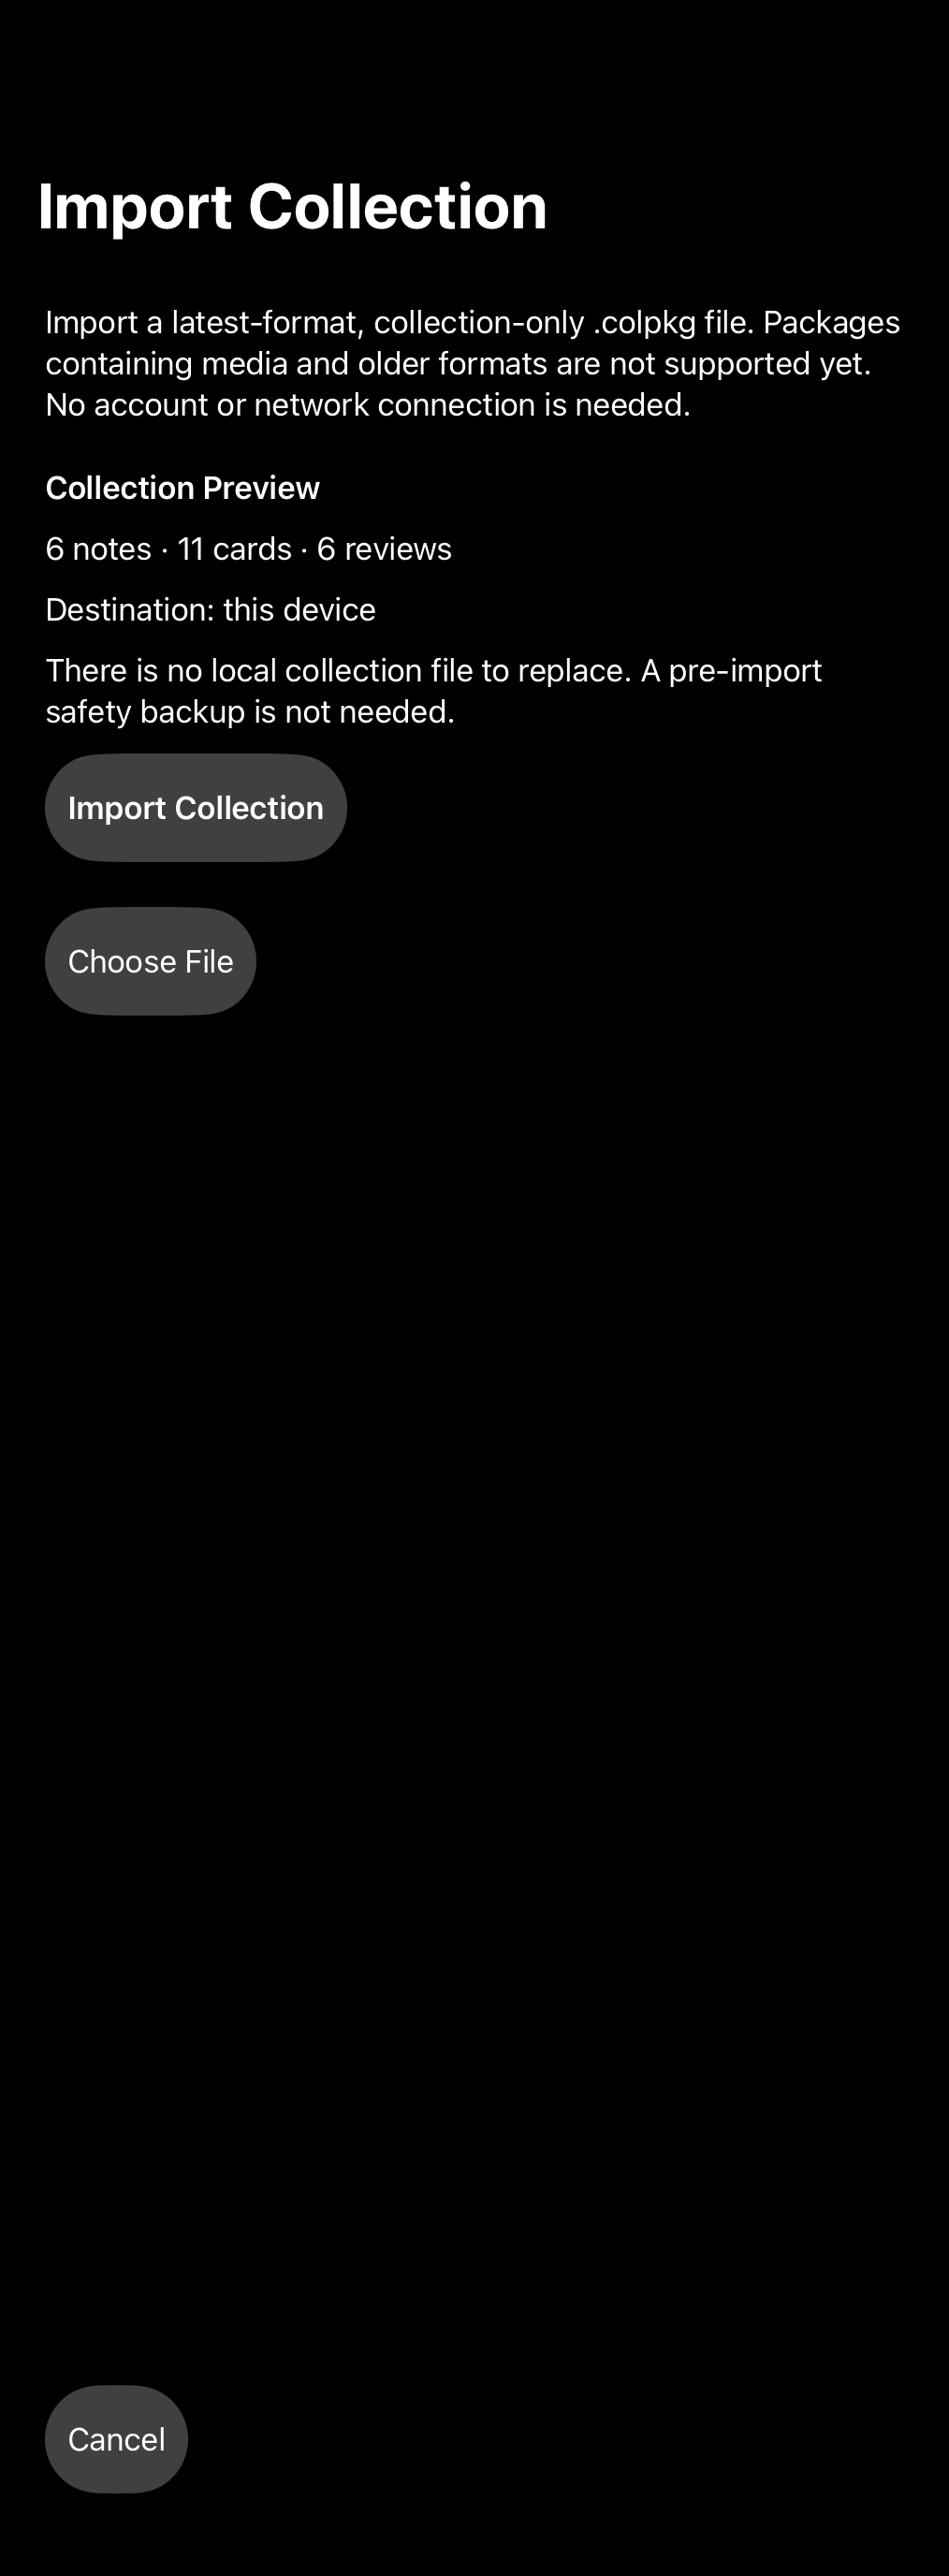 Import Collection
Import a latest-format, collection-only .colpkg file. Packages
containing media and older formats are not supported yet.
No account or network connection is needed.
Collection Preview
6 notes · 11 cards · 6 reviews
Destination: this device
There is no local collection file to replace. A pre-import
safety backup is not needed.
Import Collection
Choose File
Cancel